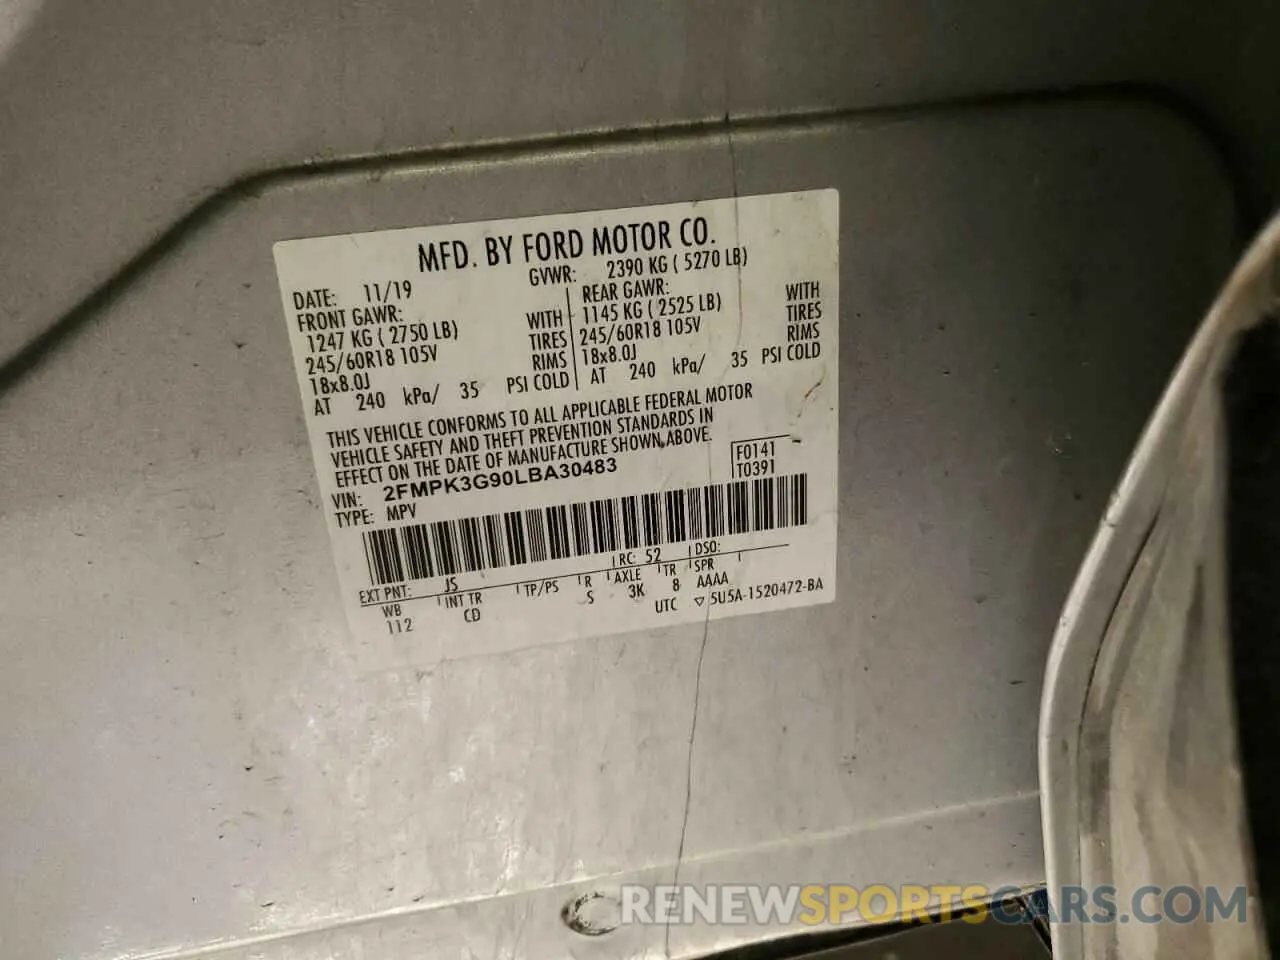 MFD. BY FORD MOTOR CO.
DATE: 11/19 GVWR: 2390 KG ( 5270 LB)
FRONT GAWR: REAR GAWR:
1247 KG ( 2750 LB) WITH 1145 KG ( 2525 LB) WITH
245/60R18 105V TIRES 245/60R18 105V TIRES
18x8.0J RIMS 18x8.0J RIMS
AT 240 kPa/ 35 PSI COLD AT 240 kPa/ 35 PSI COLD
THIS VEHICLE CONFORMS TO ALL APPLICABLE FEDERAL MOTOR
VEHICLE SAFETY AND THEFT PREVENTION STANDARDS IN
EFFECT ON THE DATE OF MANUFACTURE SHOWN ABOVE.
VIN: 2FMPK3G90LBA30483 F0141
TYPE: MPV T0391
EXT PNT: JS RC: 52 DSO:
WB INT TR TP/PS R AXLE TR SPR
112 CD S 3K 8 AAAA
UTC ▽ 5U5A-1520472-BA
RENEWSPORTSCARS.COM